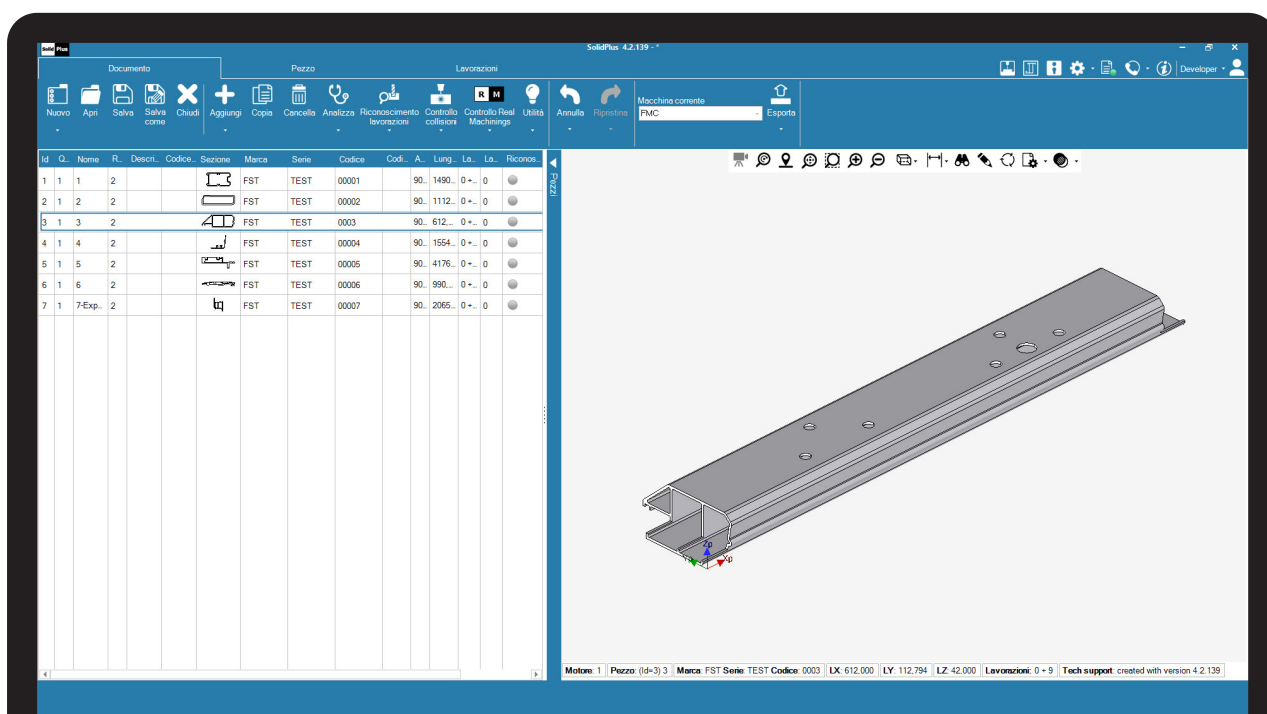 Solid Plus
SolidPlus 4.2.139 - *
Documento Pezzo Lavorazioni
Developer
Nuovo Apri Salva Salva come Chiudi Aggiungi Copia Cancella Analizza Riconoscimento lavorazioni Controllo collisioni Controllo Real Machinings Utilità Annulla Ripristina
R M
Macchina corrente
FMC
Esporta
Id Q.. Nome R.. Descri.. Codice.. Sezione Marca Serie Codice Codi.. A.. Lung.. La.. La.. Riconos..
1 1 1 2 FST TEST 00001 90.. 1490.. 0 +.. 0
2 1 2 2 FST TEST 00002 90.. 1112.. 0 +.. 0
3 1 3 2 FST TEST 0003 90.. 612,.. 0 +.. 0
4 1 4 2 FST TEST 00004 90.. 1554.. 0 +.. 0
5 1 5 2 FST TEST 00005 90.. 4176.. 0 +.. 0
6 1 6 2 FST TEST 00006 90.. 990,.. 0 +.. 0
7 1 7-Exp.. 2 FST TEST 00007 90.. 2065.. 0 +.. 0
Pezzi
Zp
Xp
Motore: 1 Pezzo: (Id=3) 3 Marca: FST Serie: TEST Codice: 0003 LX: 612,000 LY: 112,794 LZ: 42,000 Lavorazioni: 0 + 9 Tech support: created with version 4.2.139